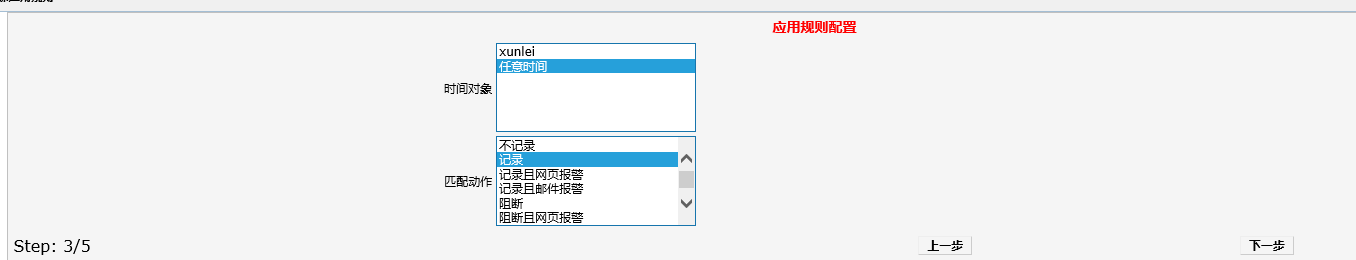 应用规则配置
xunlei
任意时间
时间对象
不记录
记录
记录且网页报警
匹配动作
记录且邮件报警
阻断
阻断且网页报警
Step: 3/5
上一步
下一步